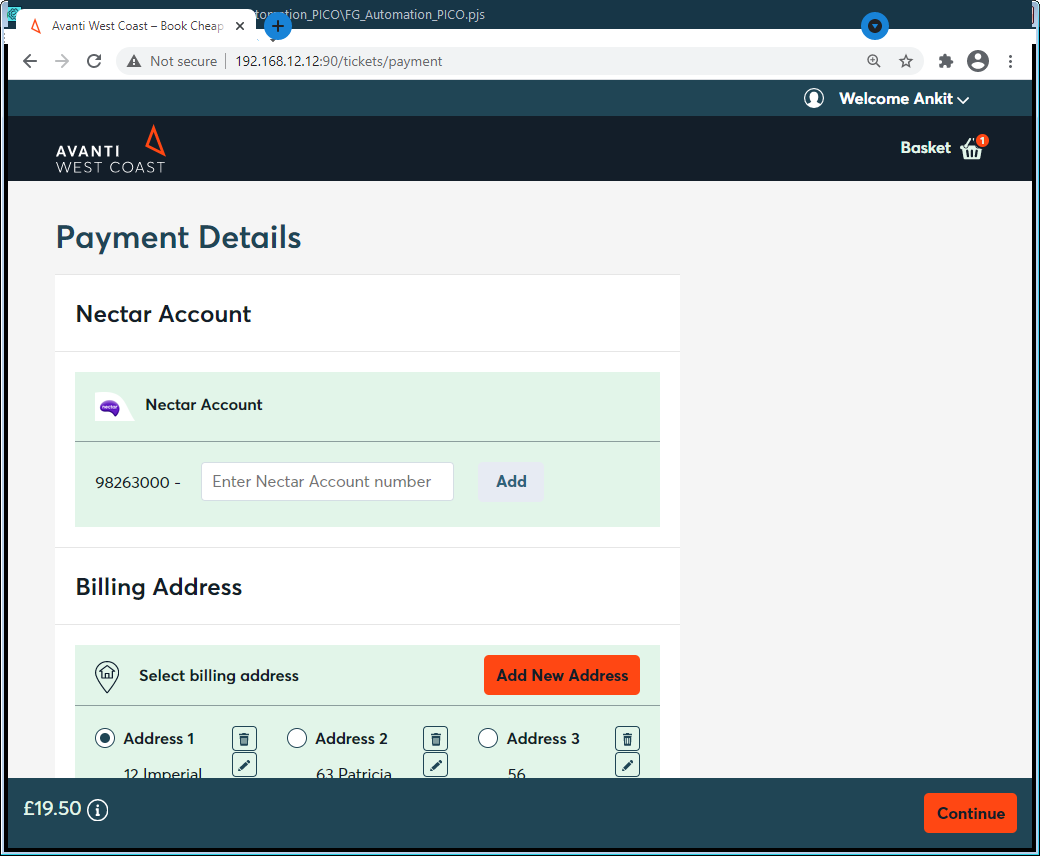 tomation_PICO\FG_Automation_PICO.pjs
Avanti West Coast – Book Cheap
Not secure 192.168.12.12:90/tickets/payment
Welcome Ankit
AVANTI
WEST COAST
Basket 1
Payment Details
Nectar Account
nectar
Nectar Account
98263000 - Enter Nectar Account number Add
Billing Address
Select billing address Add New Address
Address 1 Address 2 Address 3
12 Imperial 63 Patricia 56
£19.50 Continue